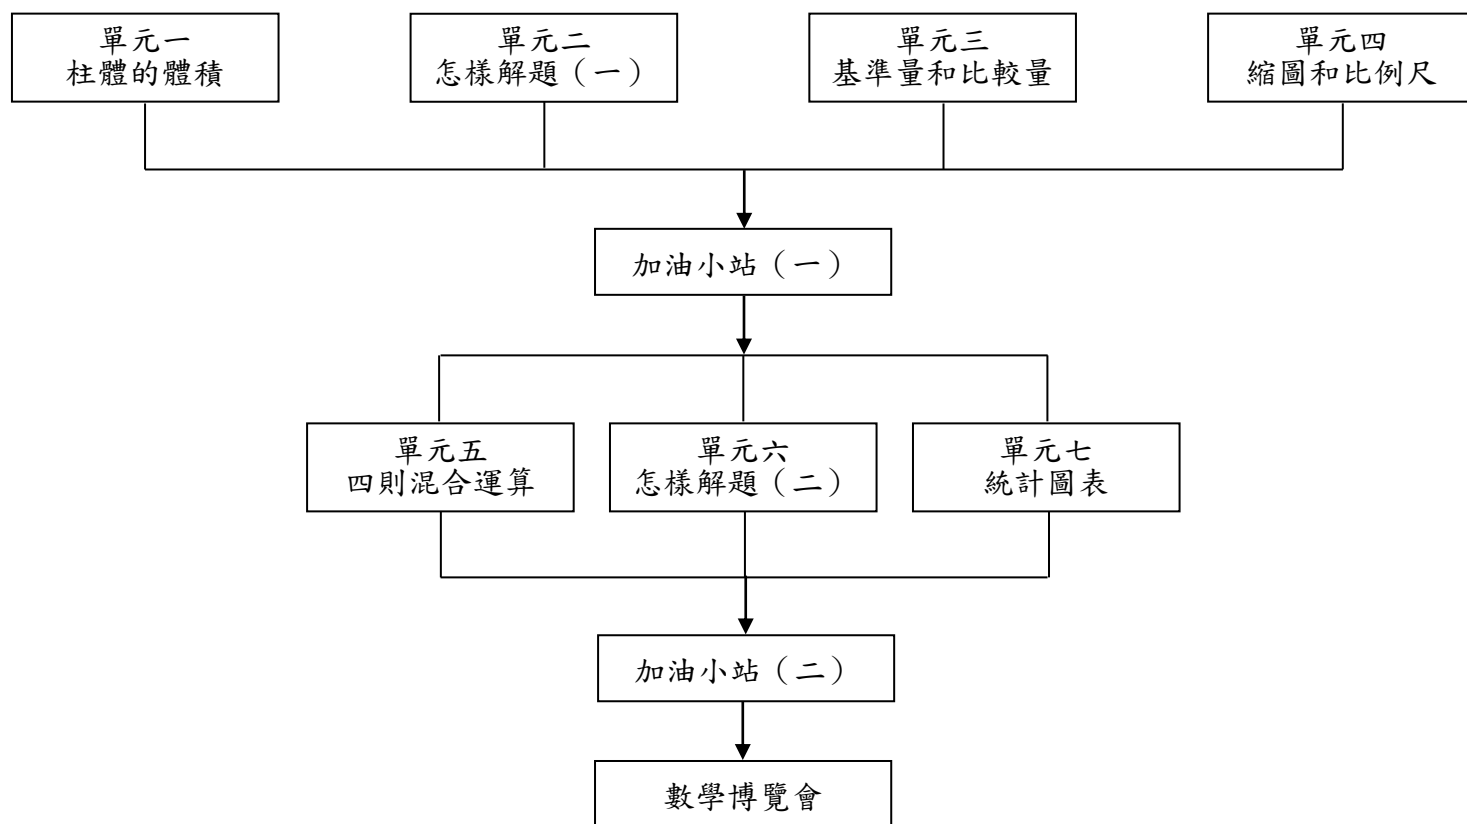 單元一
柱體的體積
單元二
怎樣解題（一）
單元三
基準量和比較量
單元四
縮圖和比例尺
加油小站（一）
單元五
四則混合運算
單元六
怎樣解題（二）
單元七
統計圖表
加油小站（二）
數學博覽會